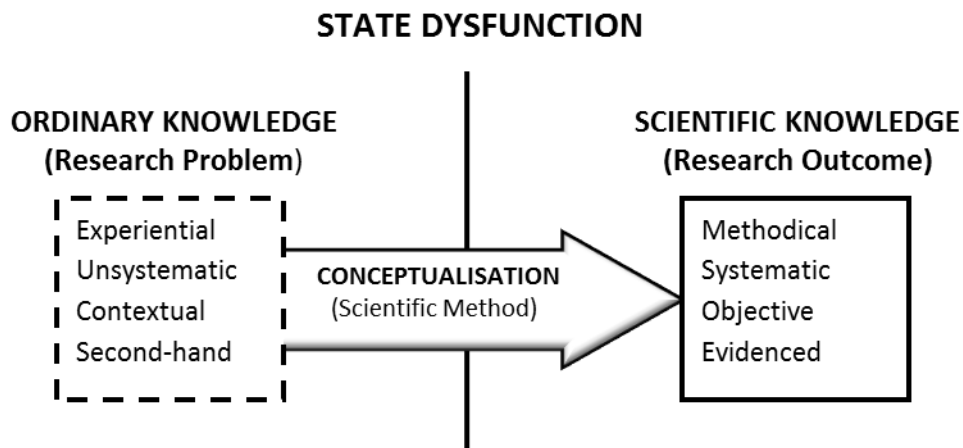 STATE DYSFUNCTION
ORDINARY KNOWLEDGE
(Research Problem)
Experiential
Unsystematic
Contextual
Second-hand
CONCEPTUALISATION
(Scientific Method)
SCIENTIFIC KNOWLEDGE
(Research Outcome)
Methodical
Systematic
Objective
Evidenced